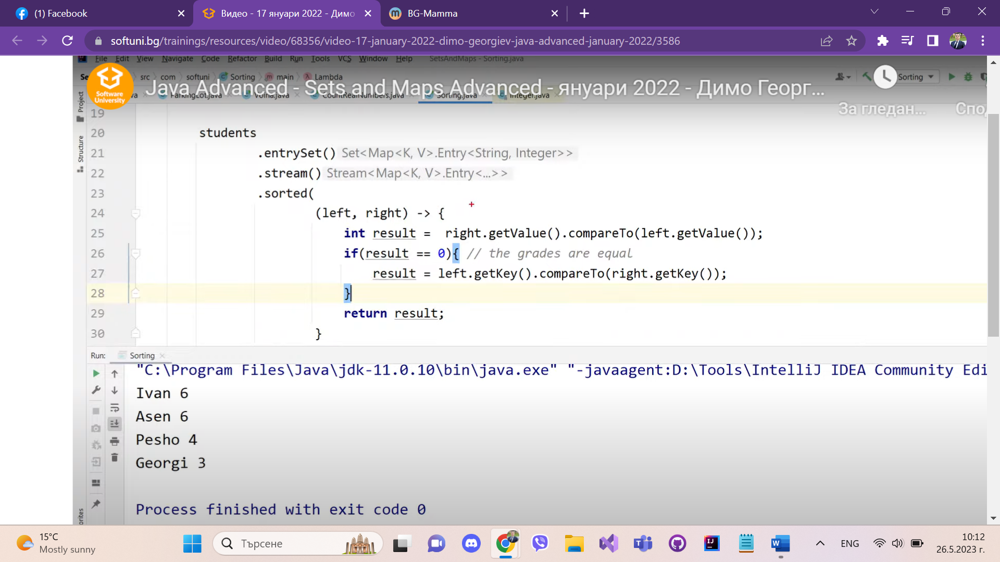 (1) Facebook
Видео - 17 януари 2022 - Димо
BG-Mamma
softuni.bg/trainings/resources/video/68356/video-17-january-2022-dimo-georgiev-java-advanced-january-2022/3586
File Edit View Navigate Code Refactor Build Run Tools VCS Window Help SetsAndMaps - Sorting.java
Se src com softuni Sorting main Lambda Sorting
Software University
Java Advanced - Sets and Maps Advanced - януари 2022 - Димо Георг...
ParkingLot.java Voina.java CountRealNumbers.java Sorting.java Integer.java
За гледан... Спо
Project
Structure
19
20 students
21 .entrySet() Set<Map<K, V>.Entry<String, Integer>>
22 .stream() Stream<Map<K, V>.Entry<...>>
23 .sorted(
24 (left, right) -> {
25 int result =  right.getValue().compareTo(left.getValue());
26 if(result == 0){ // the grades are equal
27 result = left.getKey().compareTo(right.getKey());
28 }
29 return result;
30 }
Run: Sorting
"C:\Program Files\Java\jdk-11.0.10\bin\java.exe" "-javaagent:D:\Tools\IntelliJ IDEA Community Edi
Ivan 6
Asen 6
Pesho 4
Georgi 3
Process finished with exit code 0
orites
15°C
Mostly sunny
Търсене
ENG
10:12
26.5.2023 г.